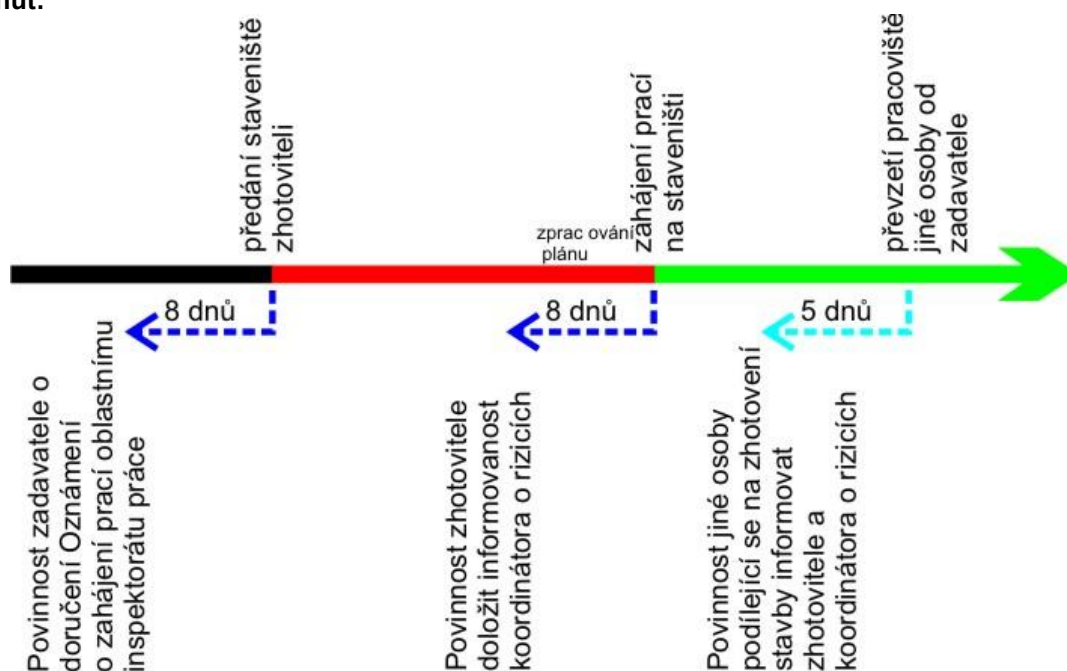 předání staveniště
zhotoviteli
zahájení prací
na staveništi
převzetí pracoviště
jiné osoby od
zadavatele
zprac ování
plánu
8 dnů
8 dnů
5 dnů
Povinnost zadavatele o
doručení Oznámení
o zahájení prací oblastnímu
inspektorátu práce
Povinnost zhotovitele
doložit informovanost
koordinátora o rizicích
Povinnost jiné osoby
podílející se na zhotovení
stavby informovat
zhotovitele a
koordinátora o rizicích